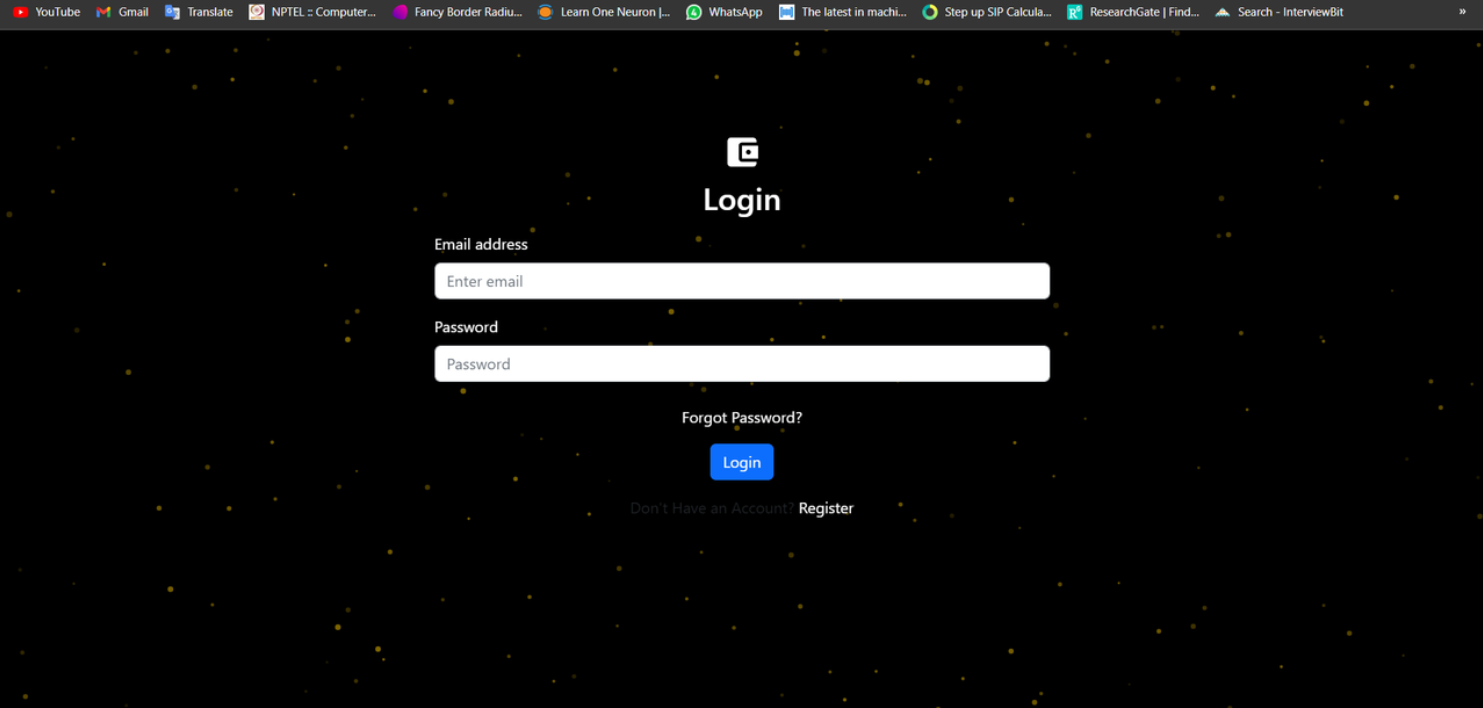 YouTube Gmail Translate NPTEL :: Computer... Fancy Border Radiu... Learn One Neuron |... WhatsApp The latest in machi... Step up SIP Calcula... ResearchGate | Find... Search - InterviewBit »
Login
Email address
Enter email
Password
Password
Forgot Password?
Login
Don't Have an Account? Register